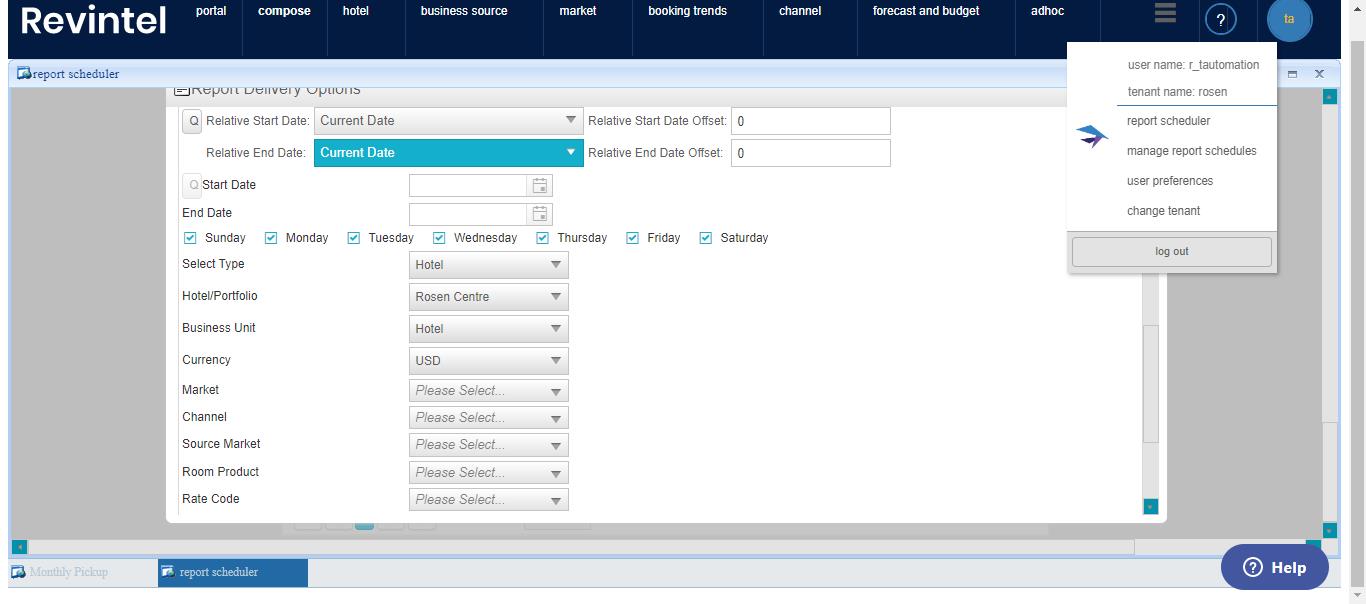 Revintel
portal compose hotel business source market booking trends channel forecast and budget adhoc ? ta
report scheduler
user name: r_tautomation
tenant name: rosen
report scheduler
manage report schedules
user preferences
change tenant
log out
Report Delivery Options
Q Relative Start Date: Current Date Relative Start Date Offset: 0
Relative End Date: Current Date Relative End Date Offset: 0
Q Start Date
End Date
Sunday Monday Tuesday Wednesday Thursday Friday Saturday
Select Type Hotel
Hotel/Portfolio Rosen Centre
Business Unit Hotel
Currency USD
Market Please Select...
Channel Please Select...
Source Market Please Select...
Room Product Please Select...
Rate Code Please Select...
Monthly Pickup report scheduler
? Help